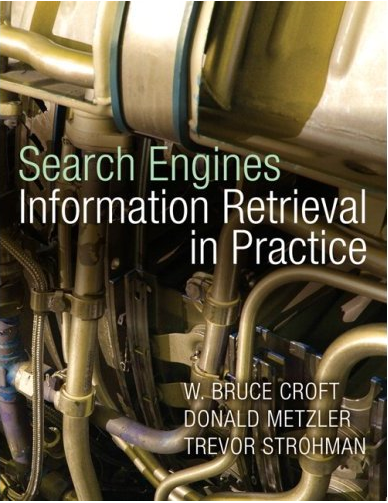 Search Engines
Information Retrieval
in Practice
W. BRUCE CROFT
DONALD METZLER
TREVOR STROHMAN